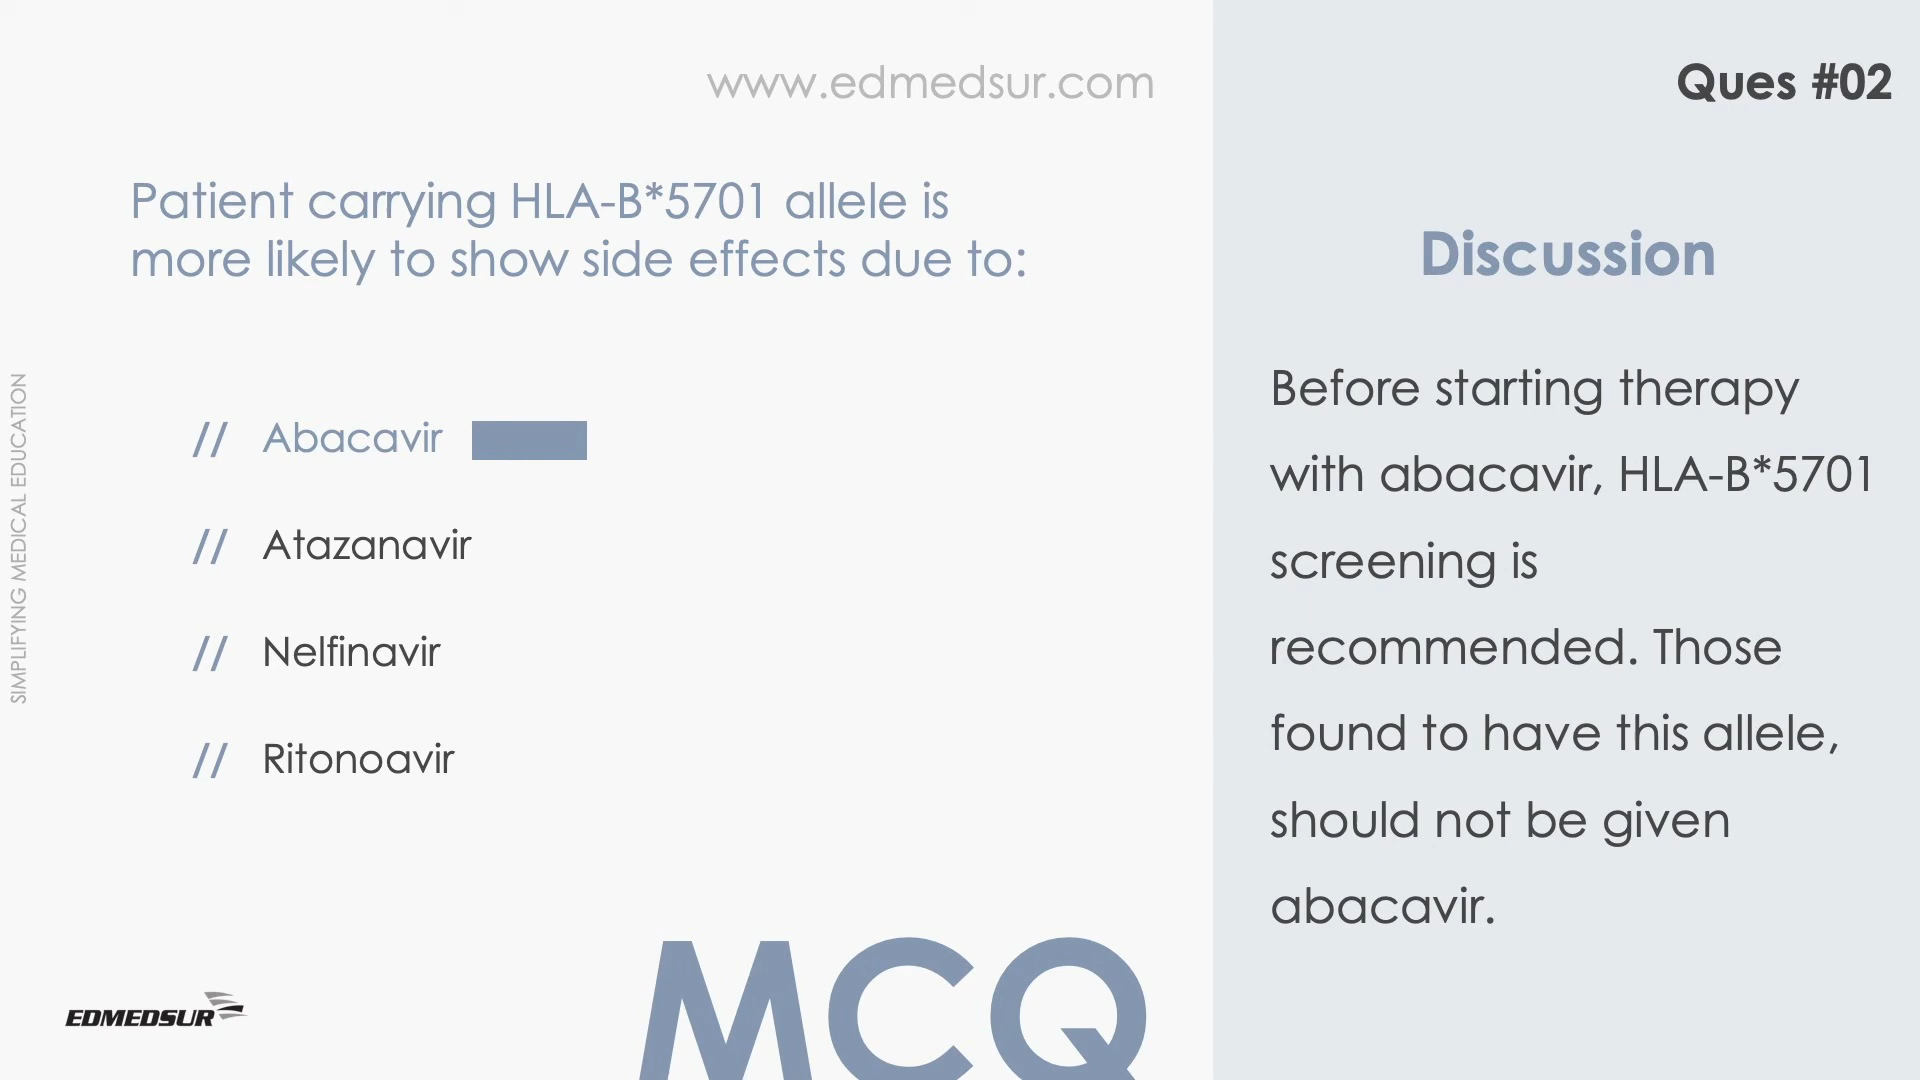 www.edmedsur.com
Ques #02
Patient carrying HLA-B*5701 allele is
more likely to show side effects due to:
// Abacavir
// Atazanavir
// Nelfinavir
// Ritonoavir
Discussion
Before starting therapy
with abacavir, HLA-B*5701
screening is
recommended. Those
found to have this allele,
should not be given
abacavir.
SIMPLIFYING MEDICAL EDUCATION
EDMEDSUR
MCQ